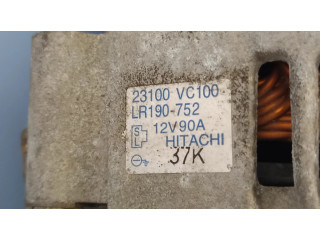 23100 VC100
LR190-752
S
L 12V90A
HITACHI
37K